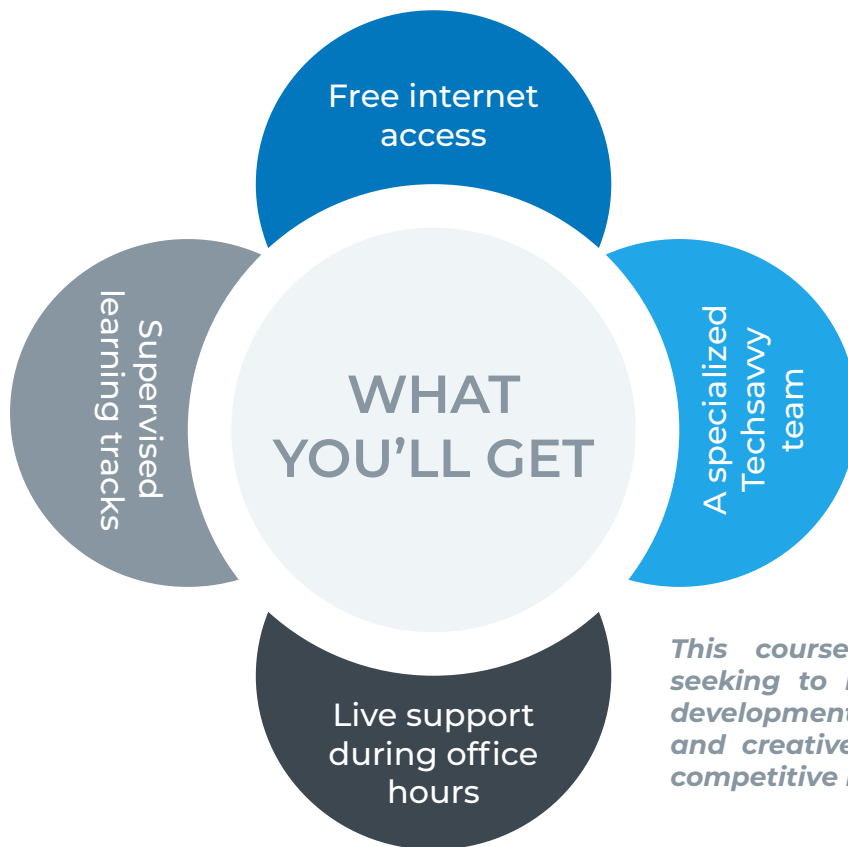 Free internet
access
Supervised
learning tracks
WHAT
YOU'LL GET
A specialized
Techsavvy
team
Live support
during office
hours
This course
seeking to
development
and creative
competitive